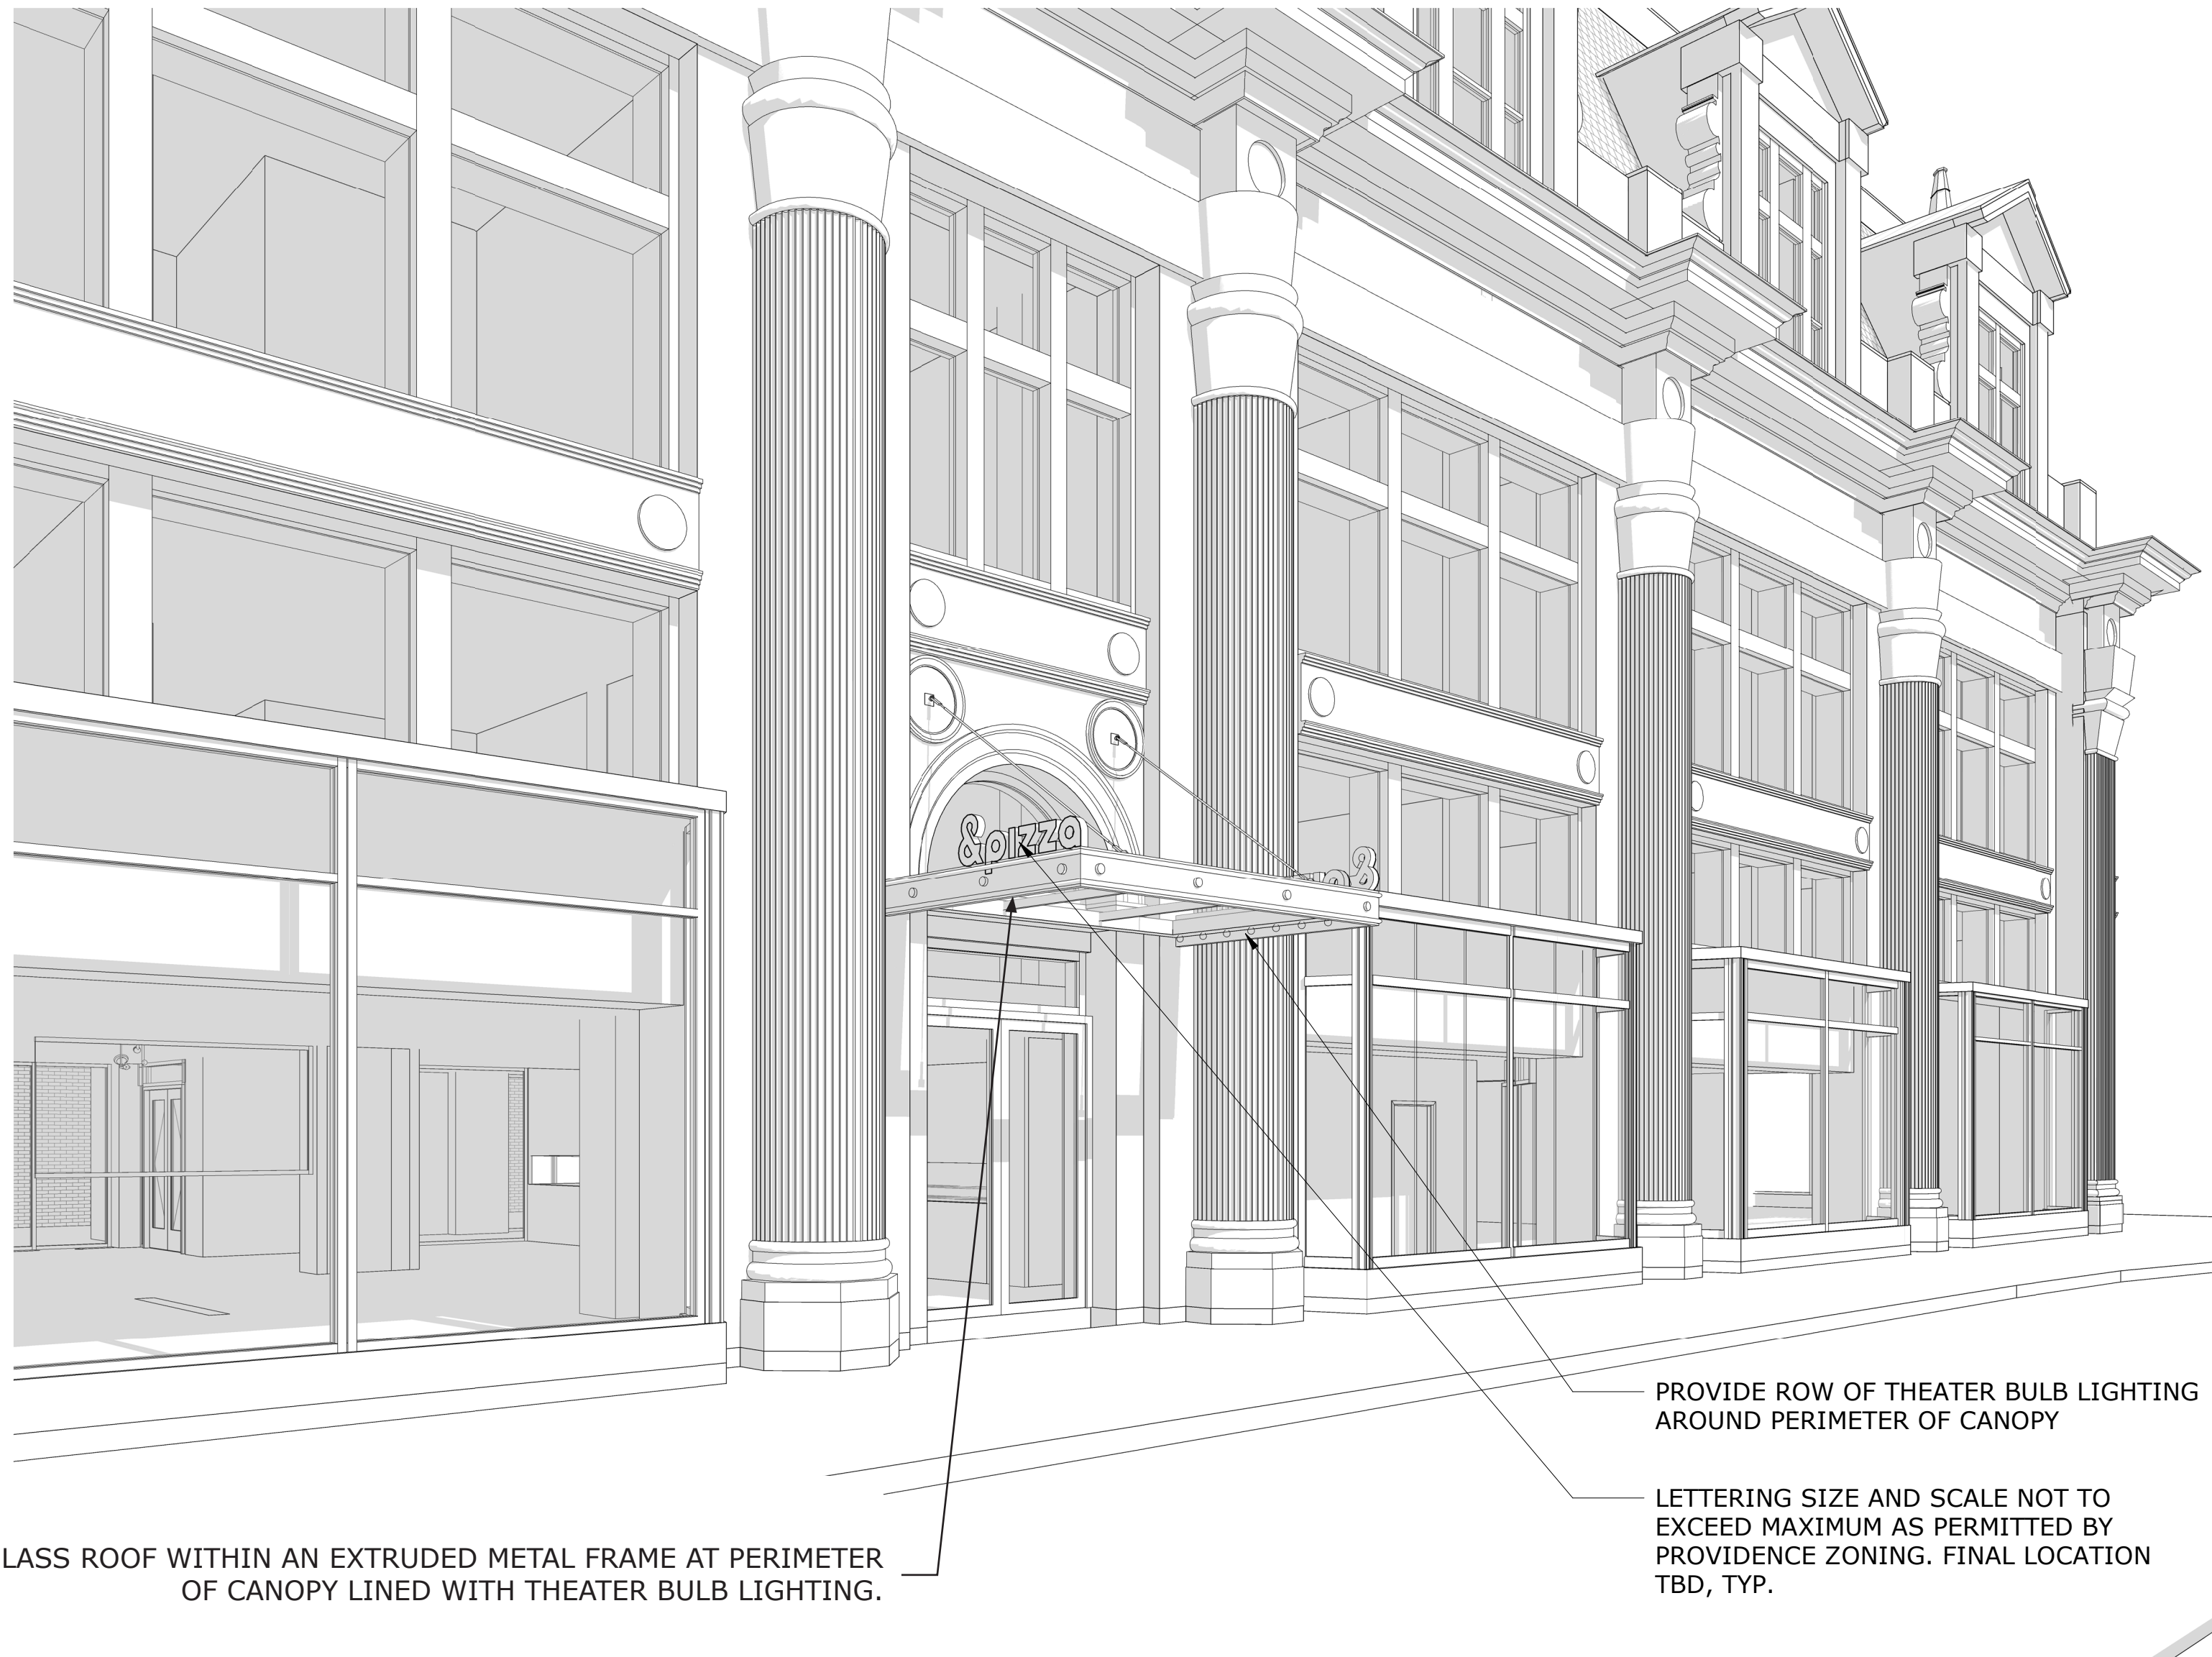 &pizza
PROVIDE ROW OF THEATER BULB LIGHTING
AROUND PERIMETER OF CANOPY
LETTERING SIZE AND SCALE NOT TO
EXCEED MAXIMUM AS PERMITTED BY
PROVIDENCE ZONING. FINAL LOCATION
TBD, TYP.
LASS ROOF WITHIN AN EXTRUDED METAL FRAME AT PERIMETER
OF CANOPY LINED WITH THEATER BULB LIGHTING.